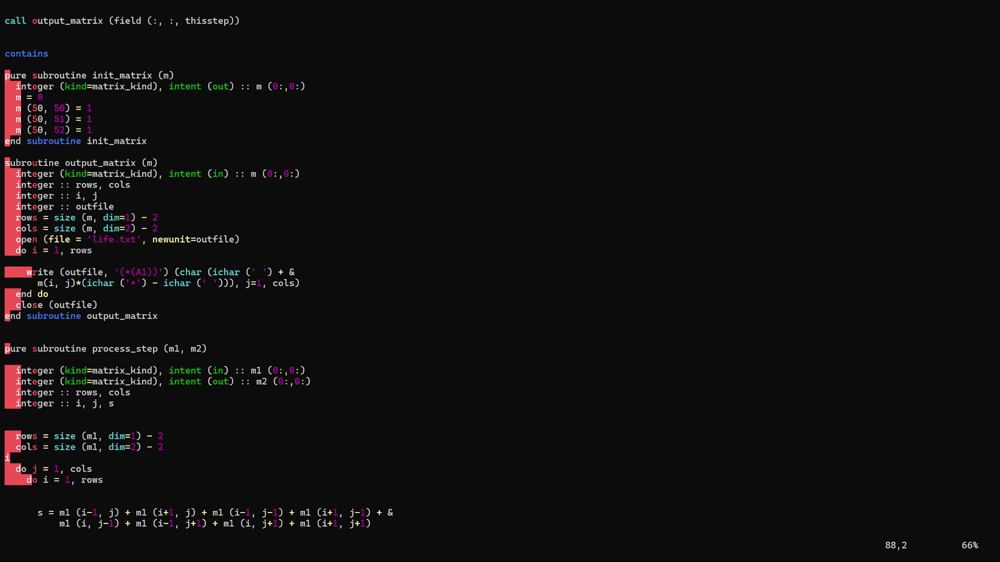 call output_matrix (field (:, :, thisstep))
contains
pure subroutine init_matrix (m)
  integer (kind=matrix_kind), intent (out) :: m (0:,0:)
  m = 0
  m (50, 50) = 1
  m (50, 51) = 1
  m (50, 52) = 1
end subroutine init_matrix
subroutine output_matrix (m)
  integer (kind=matrix_kind), intent (in) :: m (0:,0:)
  integer :: rows, cols
  integer :: i, j
  integer :: outfile
  rows = size (m, dim=1) - 2
  cols = size (m, dim=2) - 2
  open (file = 'life.txt', newunit=outfile)
  do i = 1, rows
    write (outfile, '(*(A1))') (char (ichar (' ') + &
      m(i, j)*(ichar ('*') - ichar (' '))), j=1, cols)
  end do
  close (outfile)
end subroutine output_matrix
pure subroutine process_step (m1, m2)
  integer (kind=matrix_kind), intent (in) :: m1 (0:,0:)
  integer (kind=matrix_kind), intent (out) :: m2 (0:,0:)
  integer :: rows, cols
  integer :: i, j, s
  rows = size (m1, dim=1) - 2
  cols = size (m1, dim=2) - 2
i
  do j = 1, cols
    do i = 1, rows
      s = m1 (i-1, j) + m1 (i+1, j) + m1 (i-1, j-1) + m1 (i+1, j-1) + &
          m1 (i, j-1) + m1 (i-1, j+1) + m1 (i, j+1) + m1 (i+1, j+1)
88,2 66%